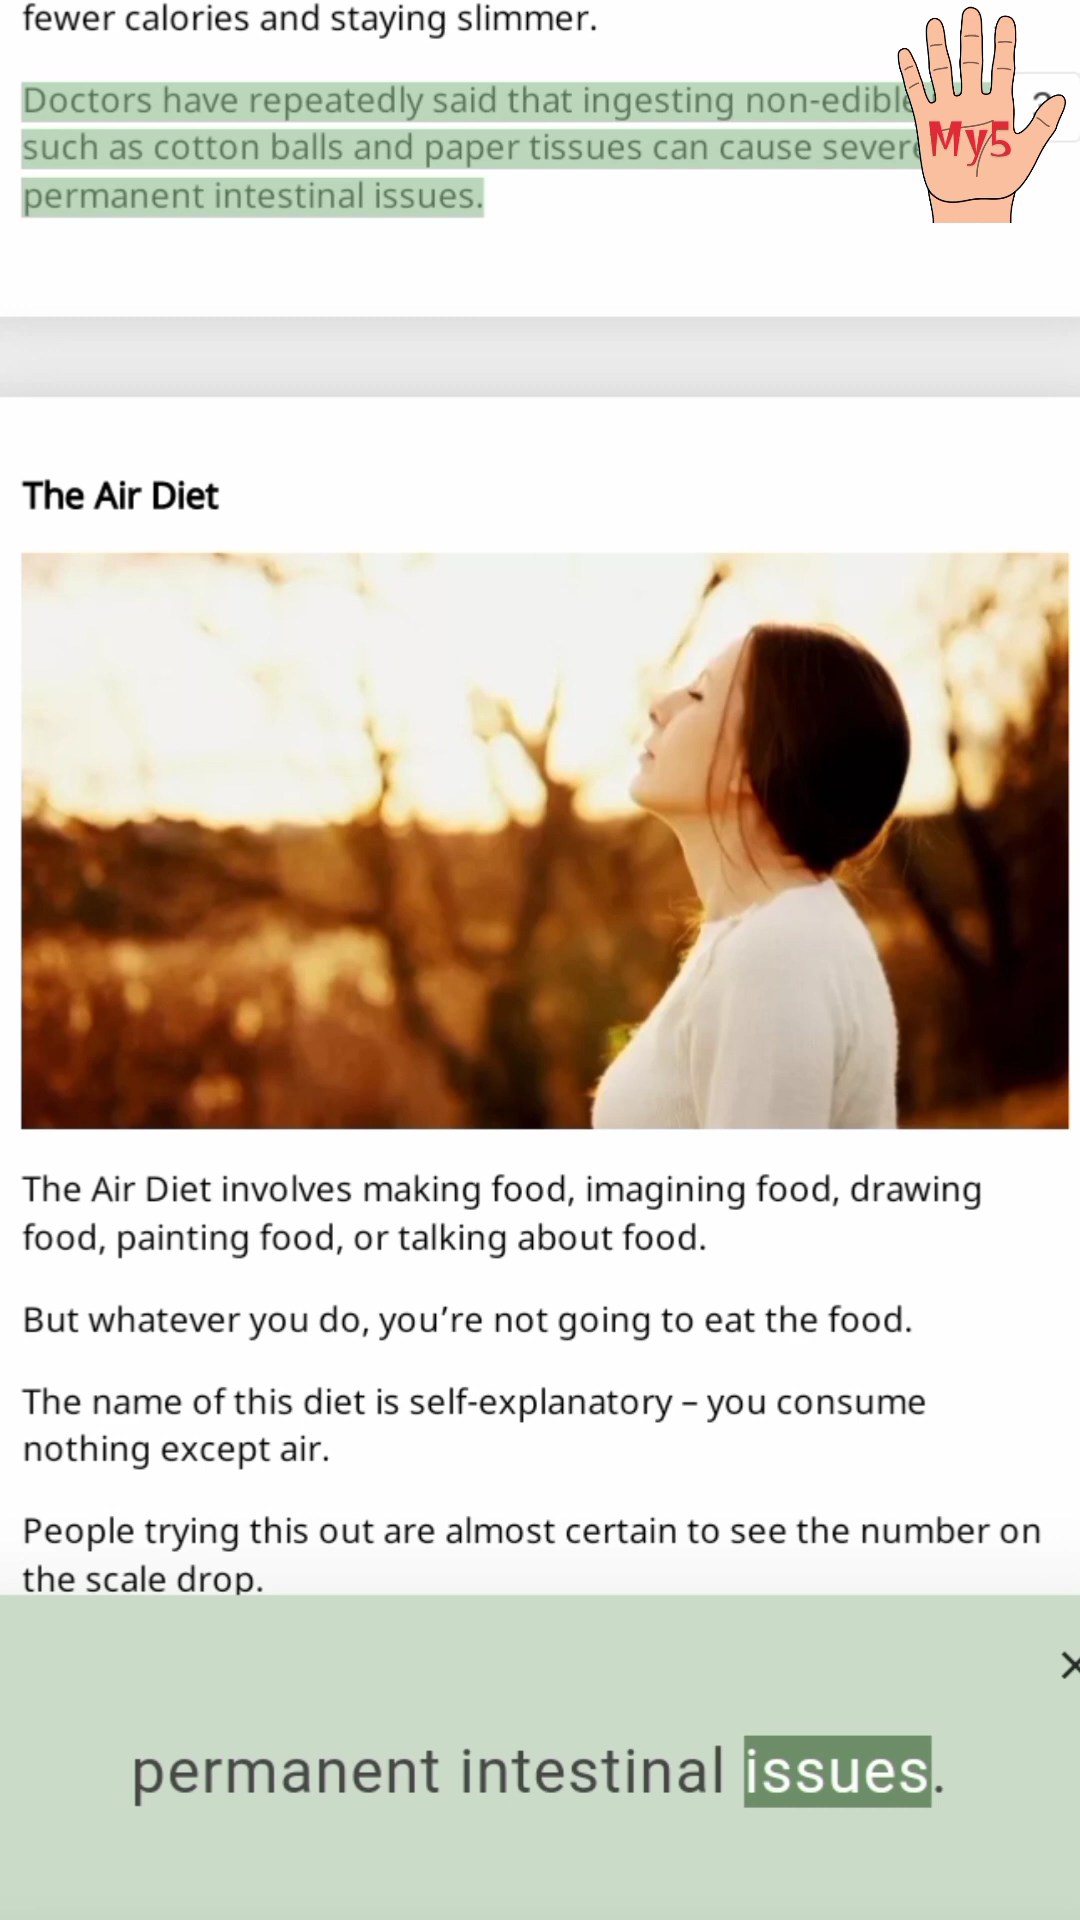 fewer calories and staying slimmer.
Doctors have repeatedly said that ingesting non-edible
such as cotton balls and paper tissues can cause severe
permanent intestinal issues.
My5
The Air Diet
The Air Diet involves making food, imagining food, drawing
food, painting food, or talking about food.
But whatever you do, you’re not going to eat the food.
The name of this diet is self-explanatory – you consume
nothing except air.
People trying this out are almost certain to see the number on
the scale drop.
permanent intestinal issues.